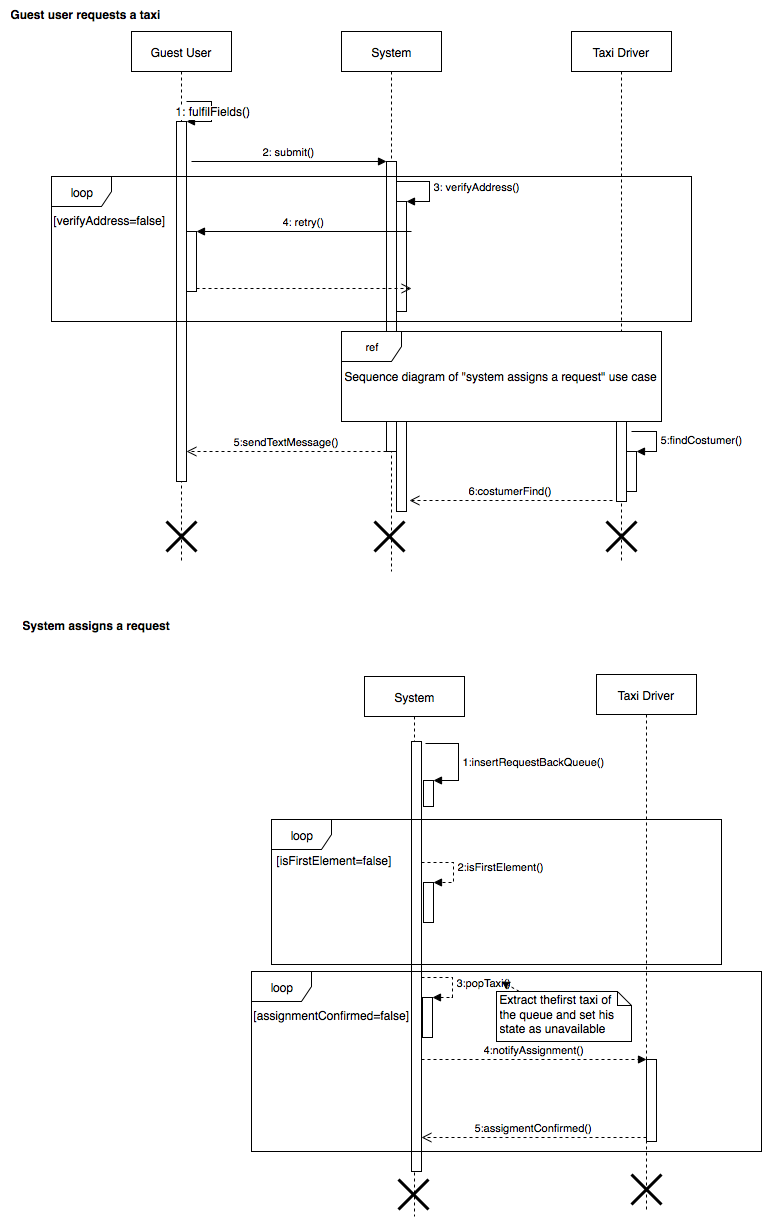 Guest user requests a taxi
Guest User
System
Taxi Driver
1: fulfilFields()
2: submit()
loop
3: verifyAddress()
[verifyAddress=false]
4: retry()
ref
Sequence diagram of "system assigns a request" use case
5:sendTextMessage()
5:findCostumer()
6:costumerFind()
System assigns a request
System
Taxi Driver
1:insertRequestBackQueue()
loop
[isFirstElement=false]
2:isFirstElement()
loop
3:popTaxi()
[assignmentConfirmed=false]
Extract thefirst taxi of
the queue and set his
state as unavailable
4:notifyAssignment()
5:assigmentConfirmed()